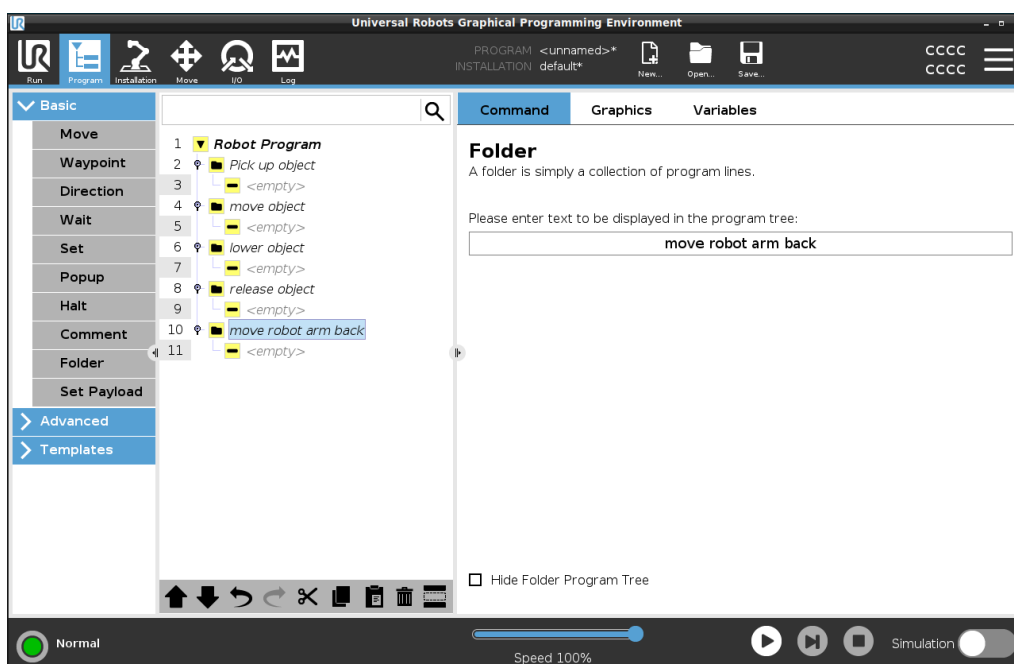 Universal Robots Graphical Programming Environment
UR
Run
Program
Installation
Move
I/O
Log
PROGRAM <unnamed>*
INSTALLATION default*
New...
Open...
Save...
cccc
cccc
Basic
Move
Waypoint
Direction
Wait
Set
Popup
Halt
Comment
Folder
Set Payload
Advanced
Templates
1 Robot Program
2 Pick up object
3 <empty>
4 move object
5 <empty>
6 lower object
7 <empty>
8 release object
9 <empty>
10 move robot arm back
11 <empty>
Command Graphics Variables
Folder
A folder is simply a collection of program lines.
Please enter text to be displayed in the program tree:
move robot arm back
Hide Folder Program Tree
Normal
Speed 100%
Simulation